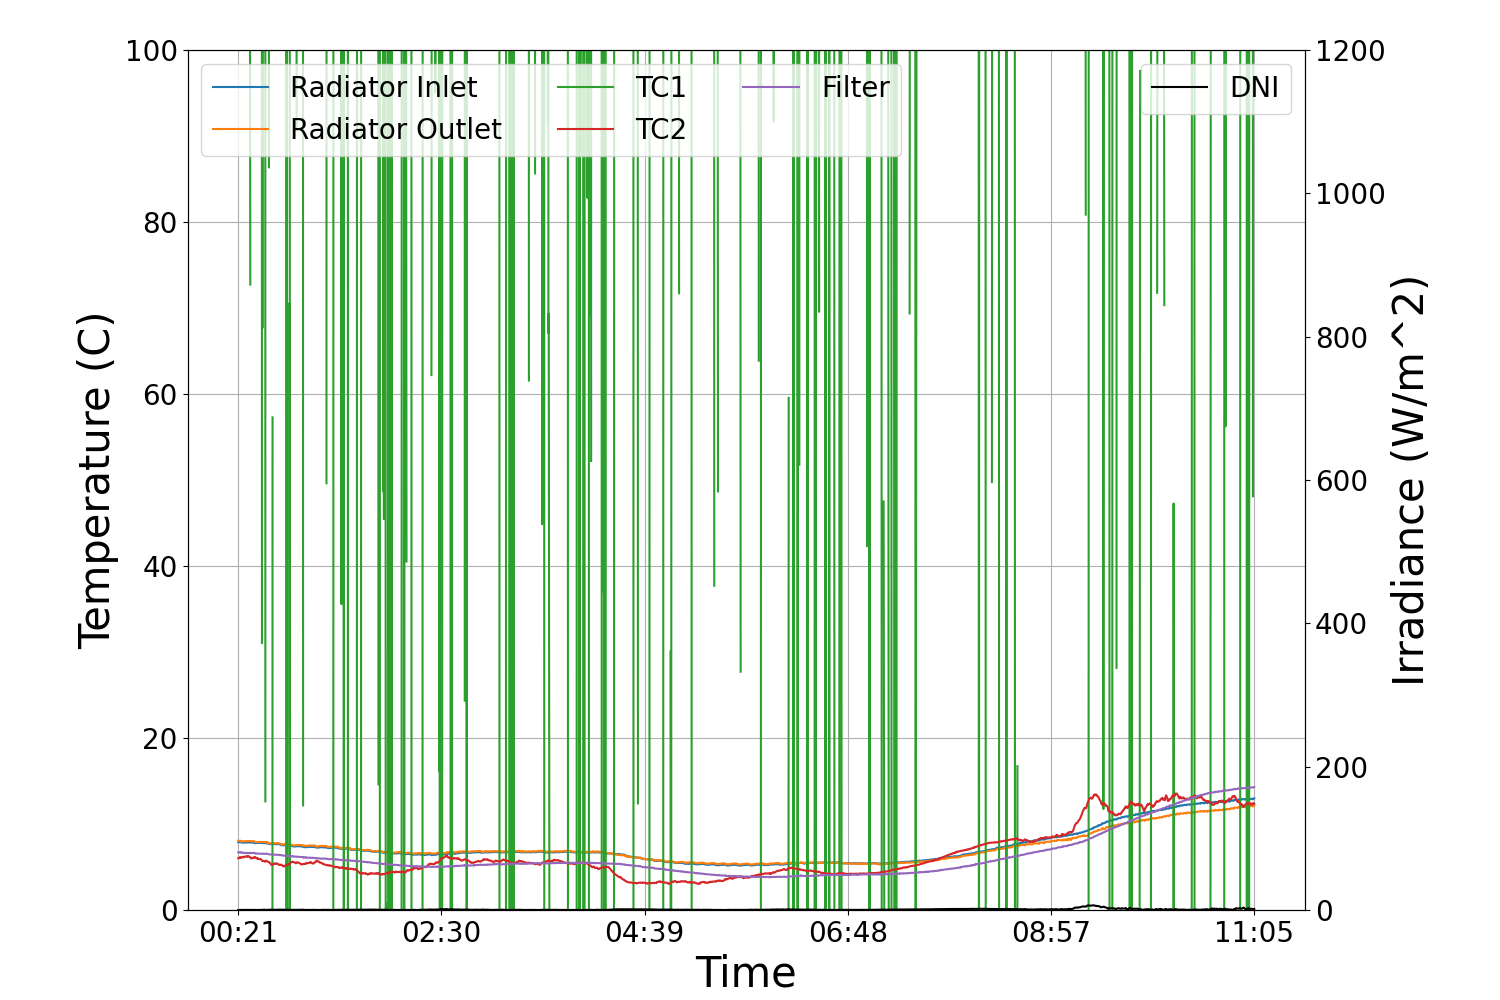 100
80
60
40
20
0
Temperature (C)
Radiator Inlet
Radiator Outlet
TC1
TC2
Filter
DNI
1200
1000
800
600
400
200
0
Irradiance (W/m^2)
00:21 02:30 04:39 06:48 08:57 11:05
Time